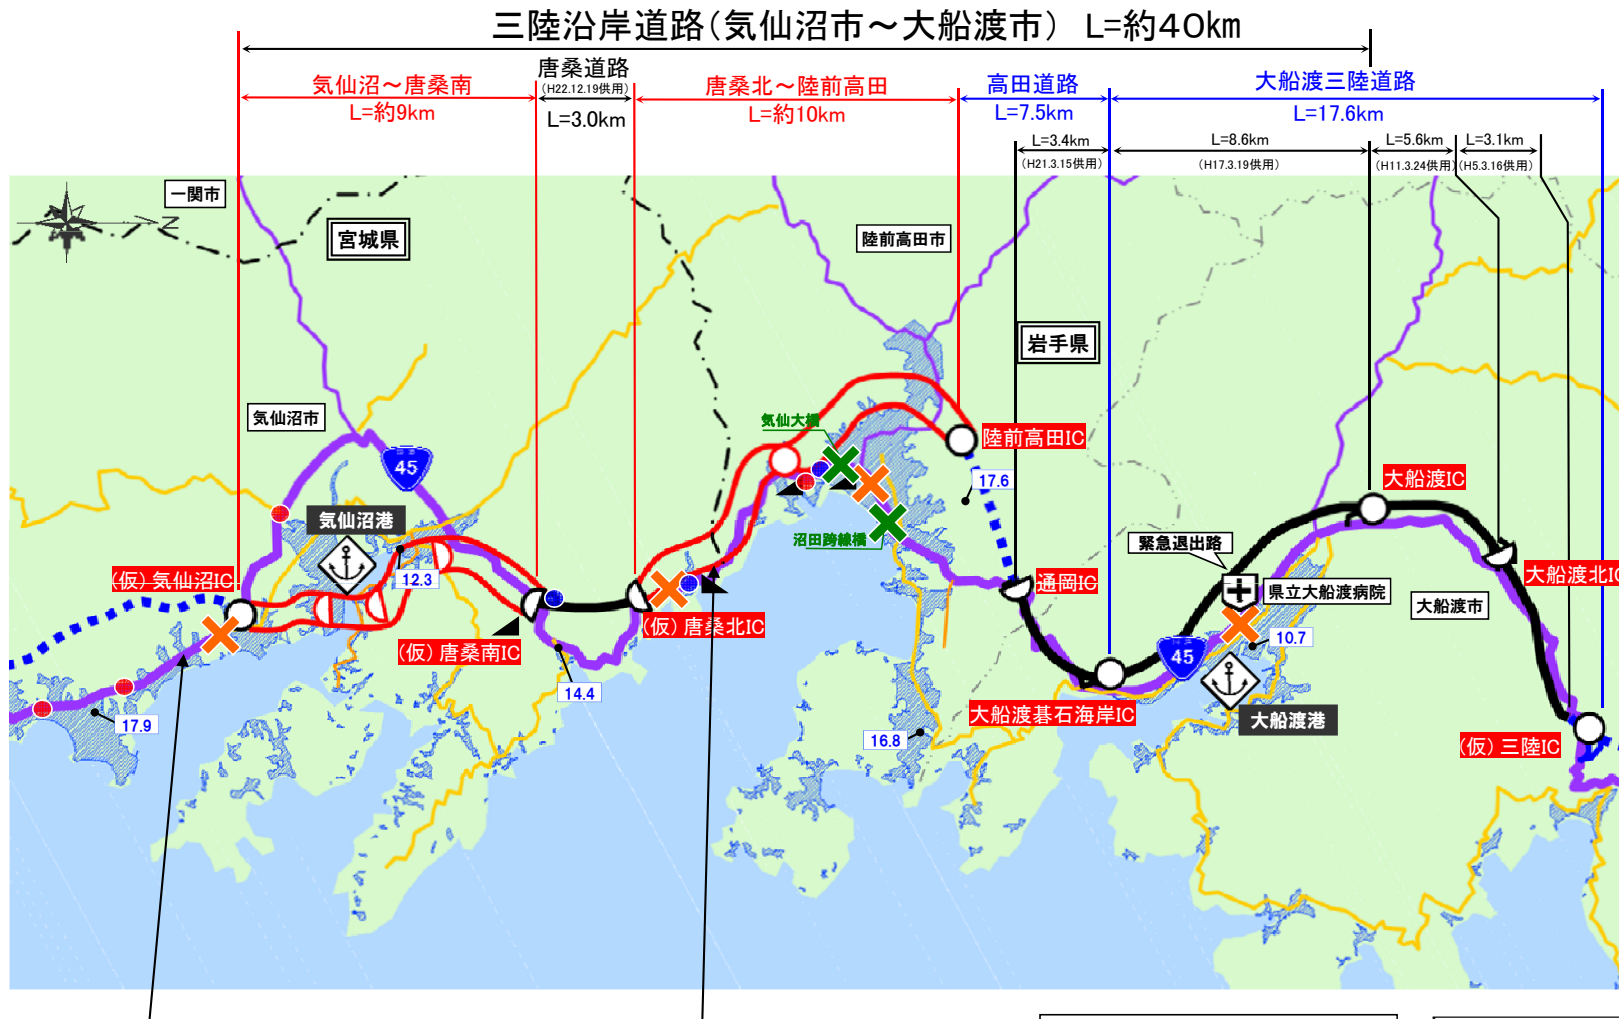 三陸沿岸道路(気仙沼市～大船渡市) L=約40km
気仙沼～唐桑南
L=約9km
唐桑道路
(H22.12.19供用)
L=3.0km
唐桑北～陸前高田
L=約10km
高田道路
L=7.5km
大船渡三陸道路
L=17.6km
L=3.4km
(H21.3.15供用)
L=8.6km
(H17.3.19供用)
L=5.6km
(H11.3.24供用)
L=3.1km
(H5.3.16供用)
一関市
N
宮城県
陸前高田市
岩手県
気仙沼市
45
気仙大橋
陸前高田IC
17.6
大船渡IC
気仙沼港
沼田跨線橋
緊急退出路
(仮)気仙沼IC
12.3
通岡IC
県立大船渡病院
大船渡北IC
大船渡市
(仮)唐桑北IC
(仮)唐桑南IC
10.7
45
14.4
17.9
大船渡碁石海岸IC
大船渡港
16.8
(仮)三陸IC